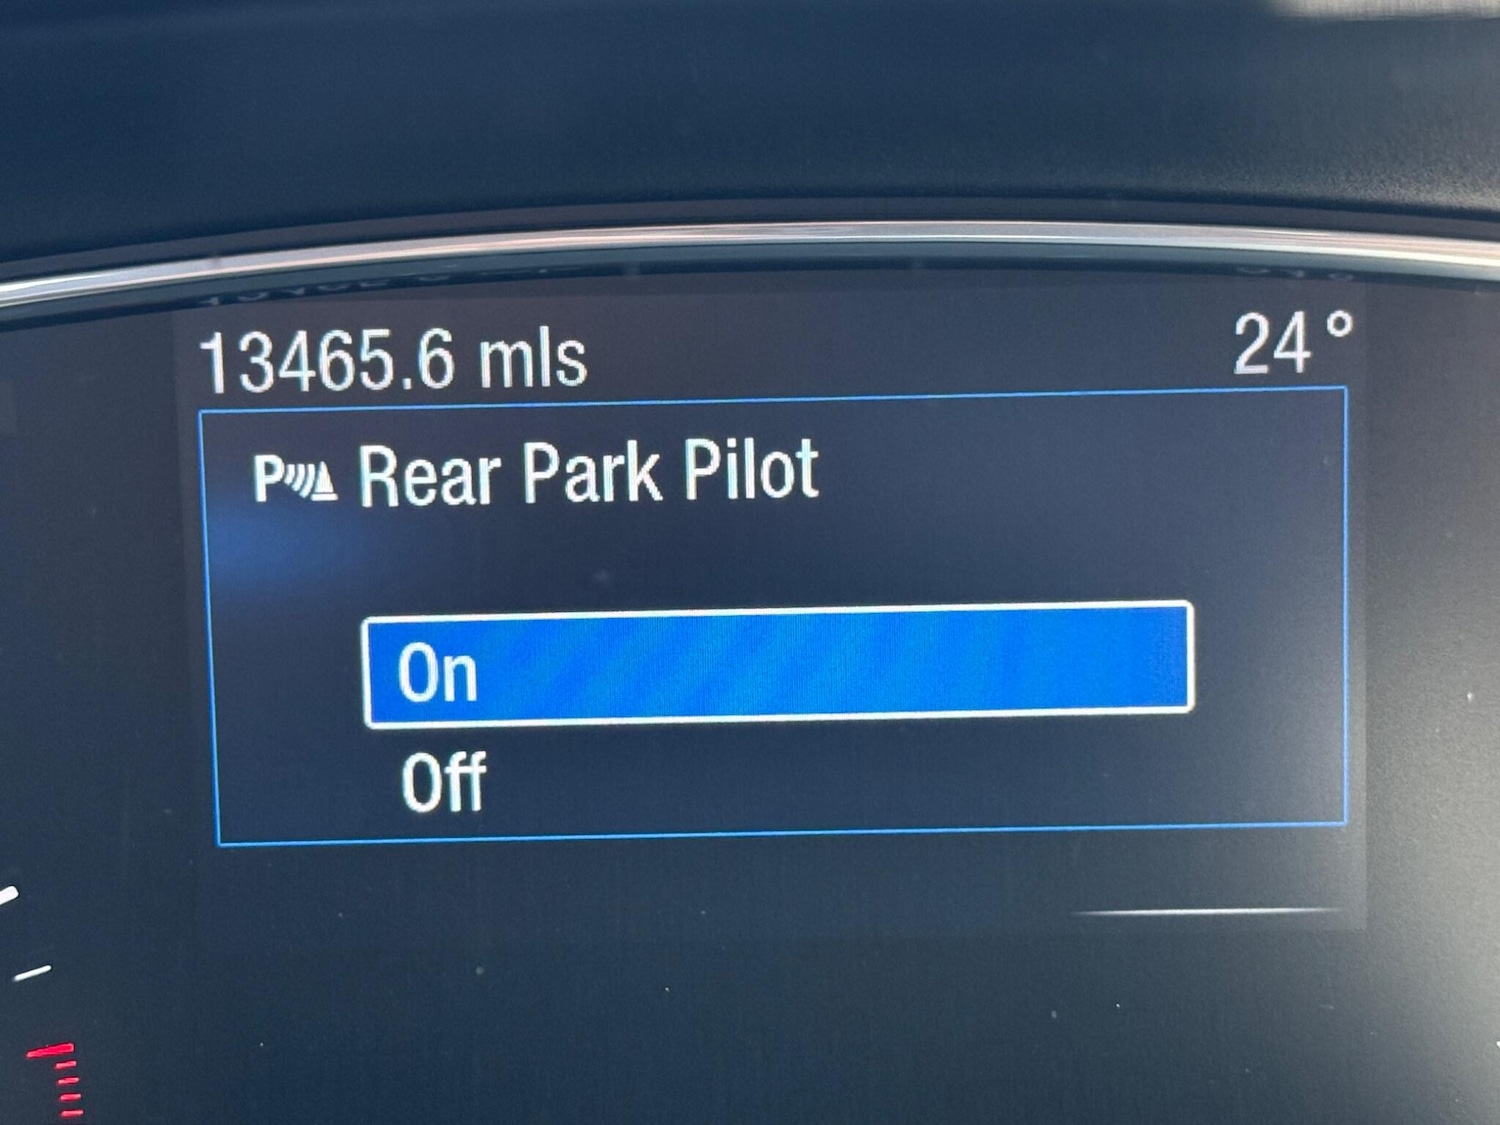 13465.6 mls 24°
P Rear Park Pilot
On
Off